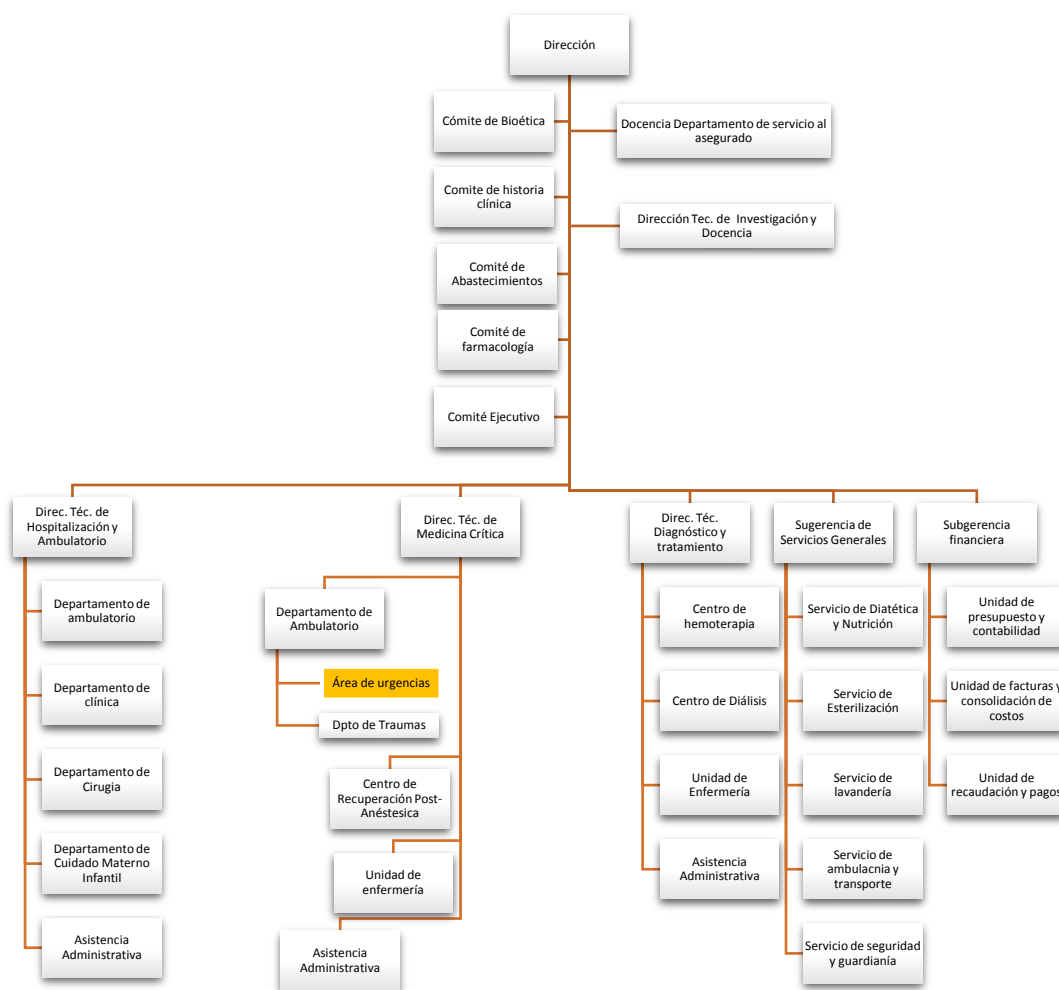 Dirección
Cómite de Bioética
Docencia Departamento de servicio al
asegurado
Comite de historia
clínica
Dirección Tec. de Investigación y
Docencia
Comité de
Abastecimientos
Comité de
farmacología
Comité Ejecutivo
Direc. Téc. de
Hospitalización y
Ambulatorio
Direc. Téc. de
Medicina Crítica
Direc. Téc.
Diagnóstico y
tratamiento
Sugerencia de
Servicios Generales
Subgerencia
financiera
Departamento de
ambulatorio
Departamento de
clínica
Departamento de
Cirugia
Departamento de
Cuidado Materno
Infantil
Asistencia
Administrativa
Departamento de
Ambulatorio
Área de urgencias
Dpto de Traumas
Centro de
Recuperación Post-
Anéstesica
Unidad de
enfermería
Asistencia
Administrativa
Centro de
hemoterapia
Centro de Diálisis
Unidad de
Enfermería
Asistencia
Administrativa
Servicio de Diatética
y Nutrición
Servicio de
Esterilización
Servicio de
lavandería
Servicio de
ambulacnia y
transporte
Servicio de seguridad
y guardianía
Unidad de
presupuesto y
contabilidad
Unidad de facturas y
consolidación de
costos
Unidad de
recaudación y pagos